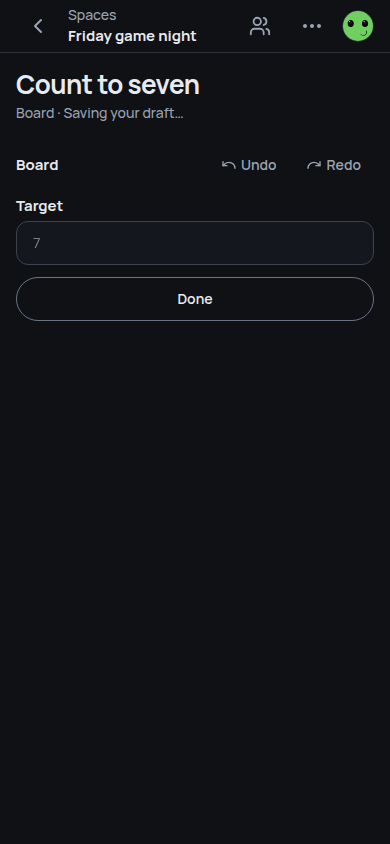 Spaces
Friday game night
Count to seven
Board · Saving your draft…
Board
Undo
Redo
Target
7
Done